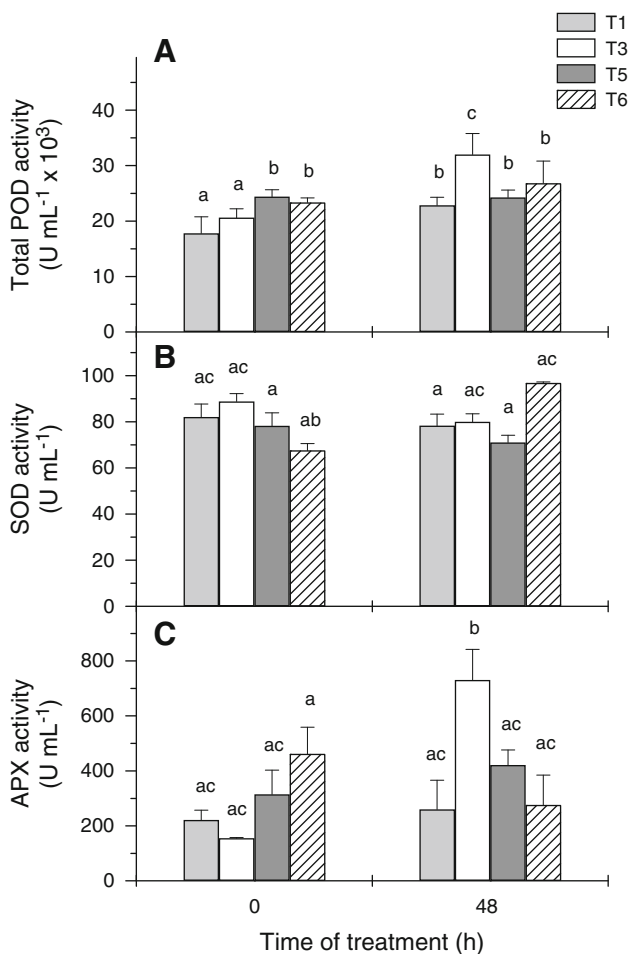 T1
T3
T5
T6
A
Total POD activity
(U mL-1 x 10³)
40
30
20
10
0
a
a
b
b
b
c
b
b
B
SOD activity
(U mL-1)
100
80
60
40
20
0
ac
ac
a
ab
a
ac
a
ac
C
APX activity
(U mL-1)
800
600
400
200
0
ac
ac
ac
a
ac
b
ac
ac
0
48
Time of treatment (h)